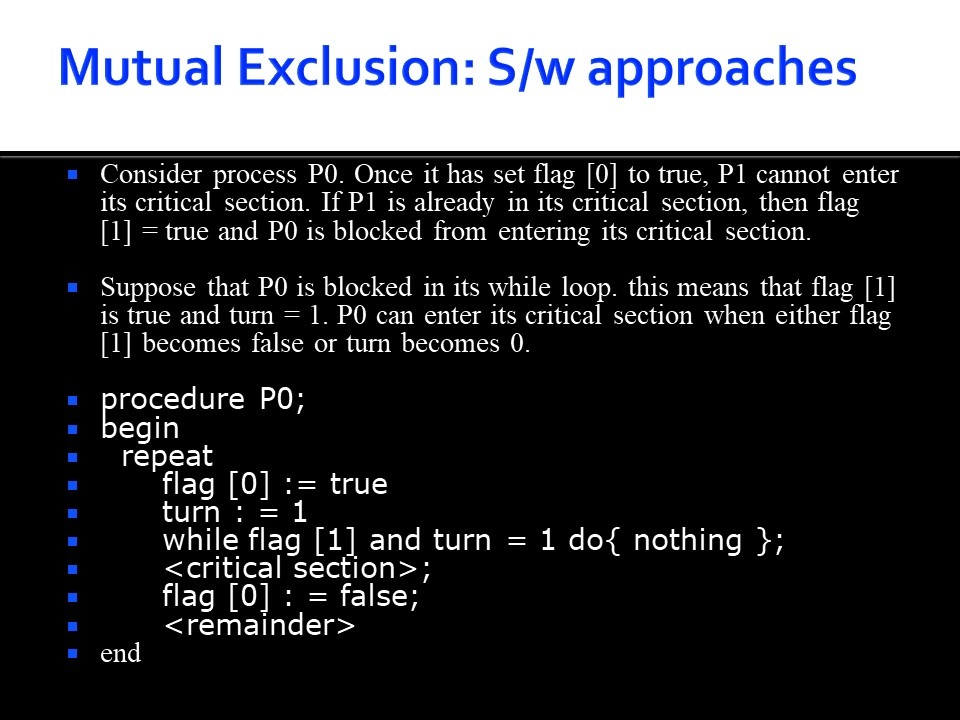 Mutual Exclusion: S/w approaches
Consider process P0. Once it has set flag [0] to true, P1 cannot enter
its critical section. If P1 is already in its critical section, then flag
[1] = true and P0 is blocked from entering its critical section.
Suppose that P0 is blocked in its while loop. this means that flag [1]
is true and turn = 1. P0 can enter its critical section when either flag
[1] becomes false or turn becomes 0.
procedure P0;
begin
repeat
flag [0] := true
turn : = 1
while flag [1] and turn = 1 do{ nothing };
<critical section>;
flag [0] : = false;
<remainder>
end